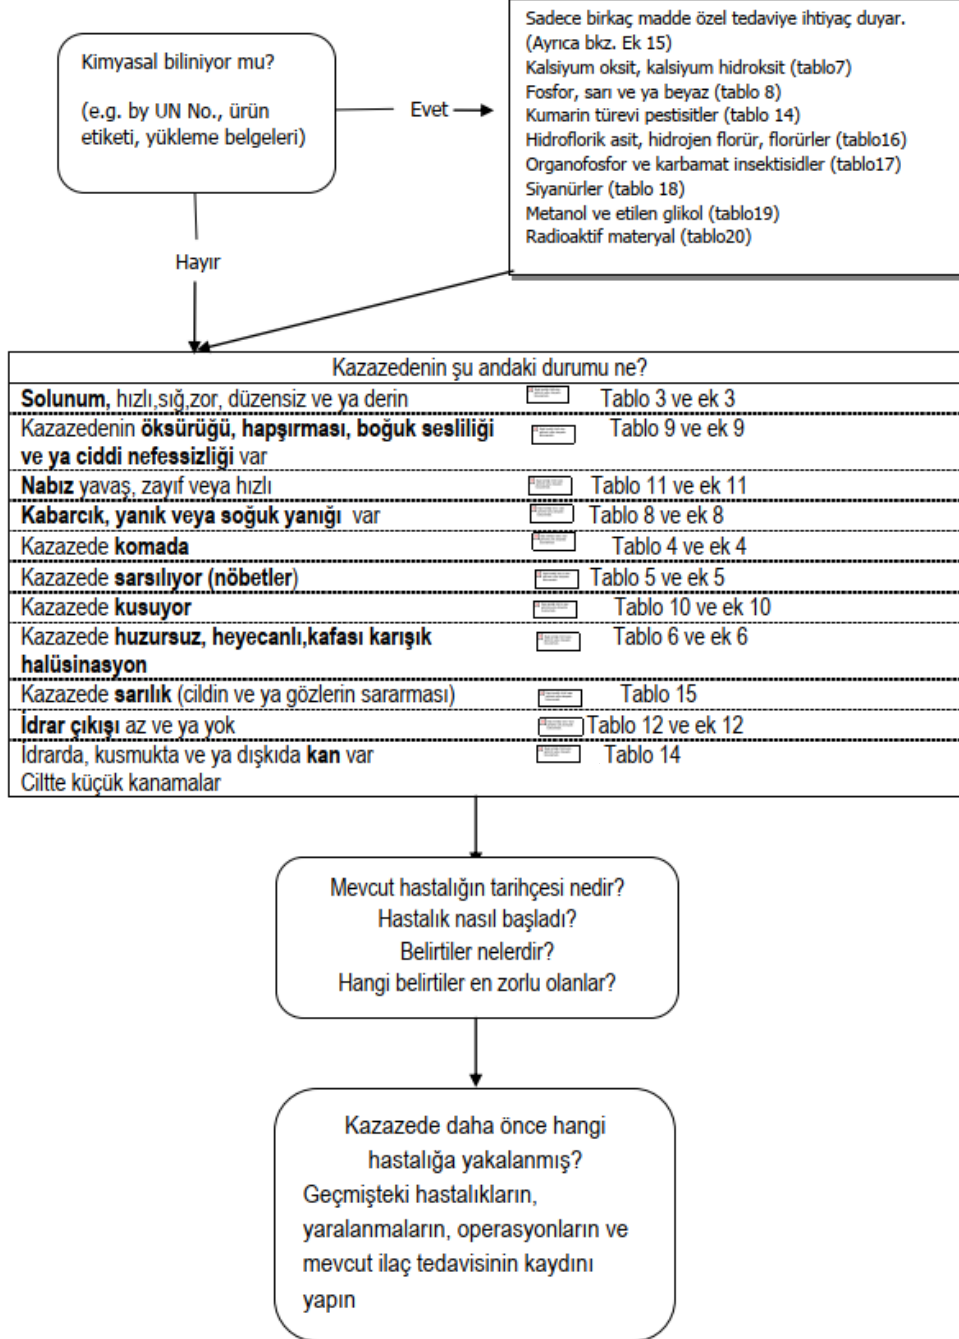 Kimyasal biliniyor mu?
(e.g. by UN No., ürün
etiketi, yükleme belgeleri)
Evet
Sadece birkaç madde özel tedaviye ihtiyaç duyar.
(Ayrıca bkz. Ek 15)
Kalsiyum oksit, kalsiyum hidroksit (tablo7)
Fosfor, sarı ve ya beyaz (tablo 8)
Kumarin türevi pestisitler (tablo 14)
Hidroflorik asit, hidrojen florür, florürler (tablo16)
Organofosfor ve karbamat insektisidler (tablo17)
Siyanürler (tablo 18)
Metanol ve etilen glikol (tablo19)
Radioaktif materyal (tablo20)
Hayır
Kazazedenin şu andaki durumu ne?
Solunum, hızlı,sığ,zor, düzensiz ve ya derin Tablo 3 ve ek 3
Kazazedenin öksürüğü, hapşırması, boğuk sesliliği Tablo 9 ve ek 9
ve ya ciddi nefessizliği var
Nabız yavaş, zayıf veya hızlı Tablo 11 ve ek 11
Kabarcık, yanık veya soğuk yanığı var Tablo 8 ve ek 8
Kazazede komada Tablo 4 ve ek 4
Kazazede sarsılıyor (nöbetler) Tablo 5 ve ek 5
Kazazede kusuyor Tablo 10 ve ek 10
Kazazede huzursuz, heyecanlı,kafası karışık Tablo 6 ve ek 6
halüsinasyon
Kazazede sarılık (cildin ve ya gözlerin sararması) Tablo 15
İdrar çıkışı az ve ya yok Tablo 12 ve ek 12
İdrarda, kusmukta ve ya dışkıda kan var Tablo 14
Ciltte küçük kanamalar
Mevcut hastalığın tarihçesi nedir?
Hastalık nasıl başladı?
Belirtiler nelerdir?
Hangi belirtiler en zorlu olanlar?
Kazazede daha önce hangi
hastalığa yakalanmış?
Geçmişteki hastalıkların,
yaralanmaların, operasyonların ve
mevcut ilaç tedavisinin kaydını
yapın